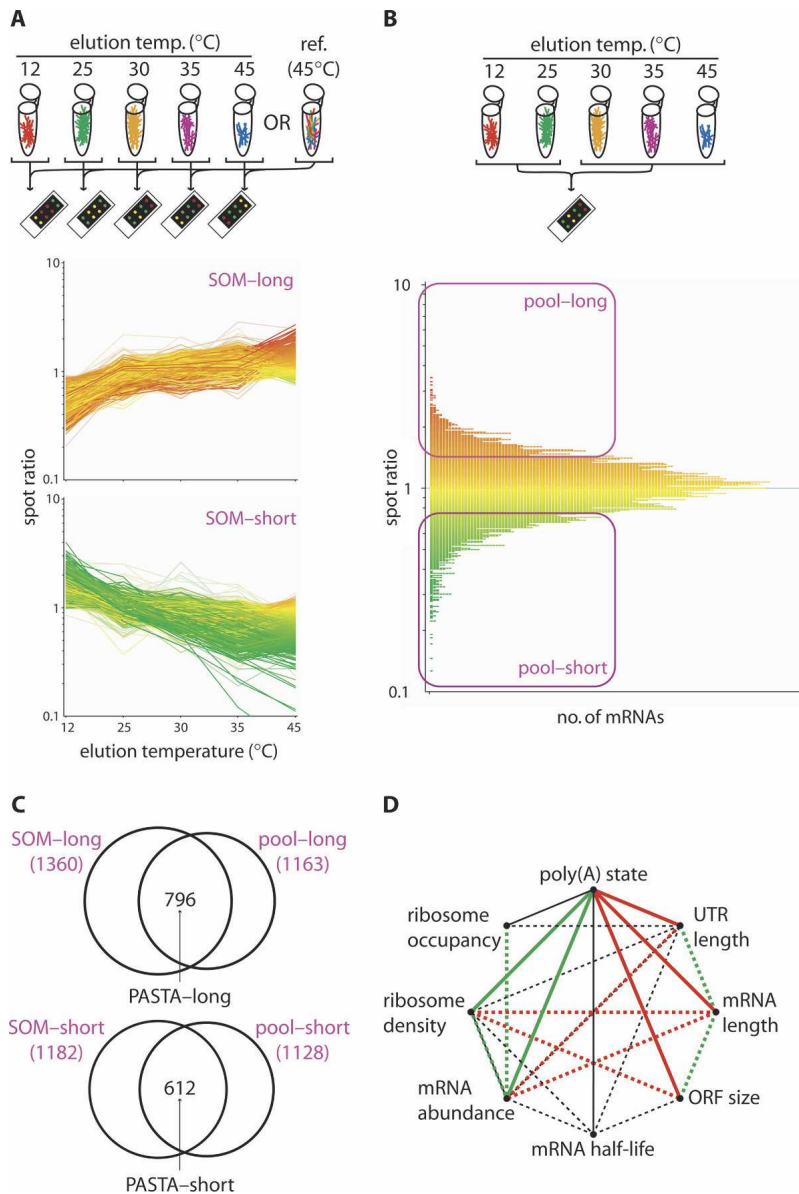 A
elution temp. (°C)
ref.
12 25 30 35 45 (45°C)
OR
10
SOM–long
1
0.1
spot ratio
10
SOM–short
1
0.1
12 25 30 35 45
elution temperature (°C)
B
elution temp. (°C)
12 25 30 35 45
10
pool–long
spot ratio
1
pool–short
0.1
no. of mRNAs
C
SOM–long
(1360)
pool–long
(1163)
796
PASTA–long
SOM–short
(1182)
pool–short
(1128)
612
PASTA–short
D
poly(A) state
ribosome
occupancy
UTR
length
ribosome
density
mRNA
length
mRNA
abundance
ORF size
mRNA half-life